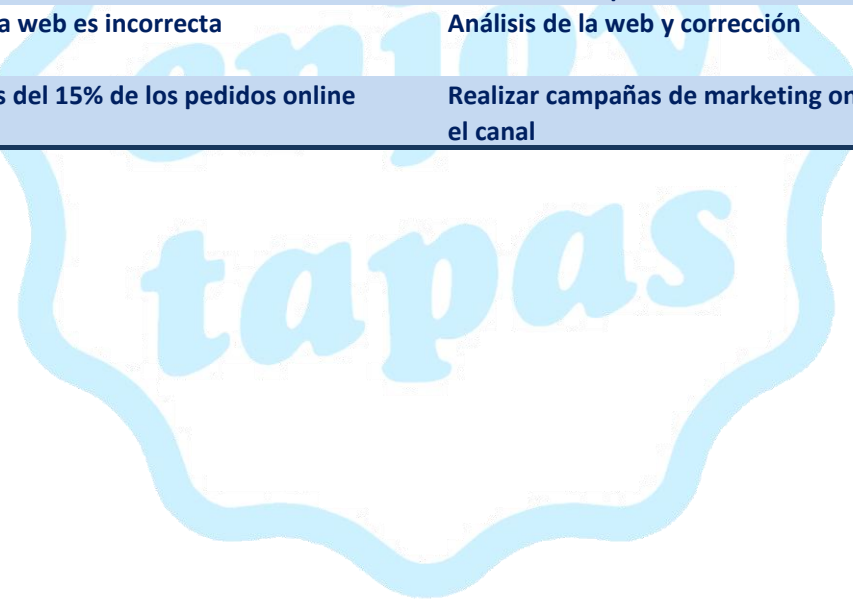 a web es incorrecta
Análisis de la web y corrección
s del 15% de los pedidos online
Realizar campañas de marketing on
el canal
enjoy
tapas